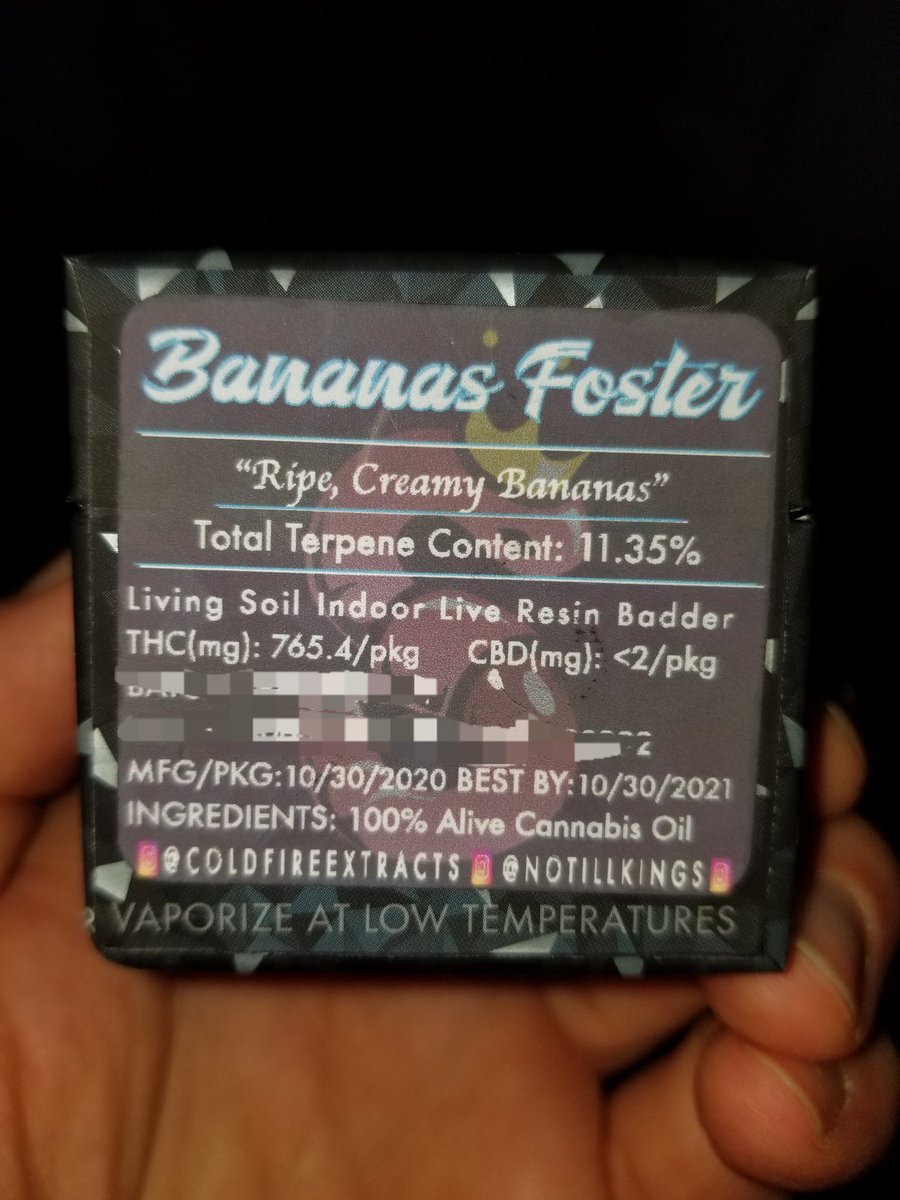 Bananas Foster
“Ripe, Creamy Bananas”
Total Terpene Content: 11.35%
Living Soil Indoor Live Resin Badder
THC(mg): 765.4/pkg CBD(mg): <2/pkg
MFG/PKG:10/30/2020 BEST BY:10/30/2021
INGREDIENTS: 100% Alive Cannabis Oil
@COLDFIREEXTRACTS @NOTILLKINGS
VAPORIZE AT LOW TEMPERATURES